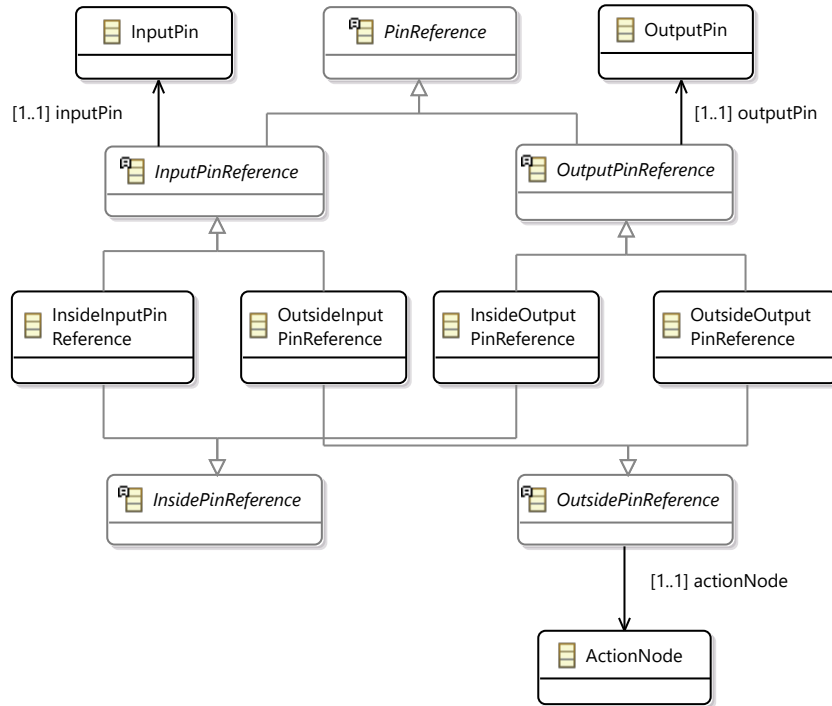 InputPin
PinReference
OutputPin
[1..1] inputPin
[1..1] outputPin
InputPinReference
OutputPinReference
InsideInputPin
Reference
OutsideInput
PinReference
InsideOutput
PinReference
OutsideOutput
PinReference
InsidePinReference
OutsidePinReference
[1..1] actionNode
ActionNode